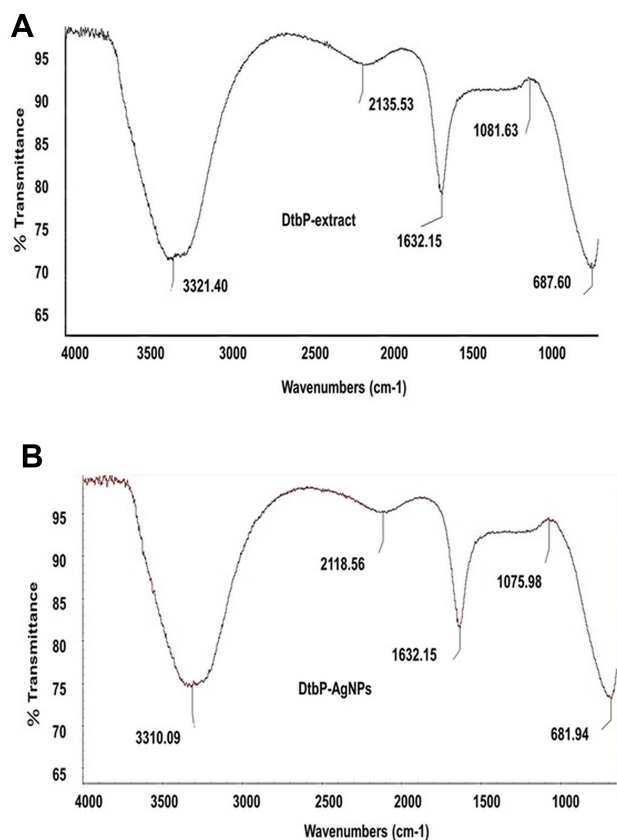 A
95
90
85
80
75
70
65
% Transmittance
2135.53
1081.63
DtbP-extract
1632.15
3321.40
687.60
4000 3500 3000 2500 2000 1500 1000
Wavenumbers (cm-1)
B
95
90
85
80
75
70
65
% Transmittance
2118.56
1075.98
1632.15
DtbP-AgNPs
3310.09
681.94
4000 3500 3000 2500 2000 1500 1000
Wavenumbers (cm-1)